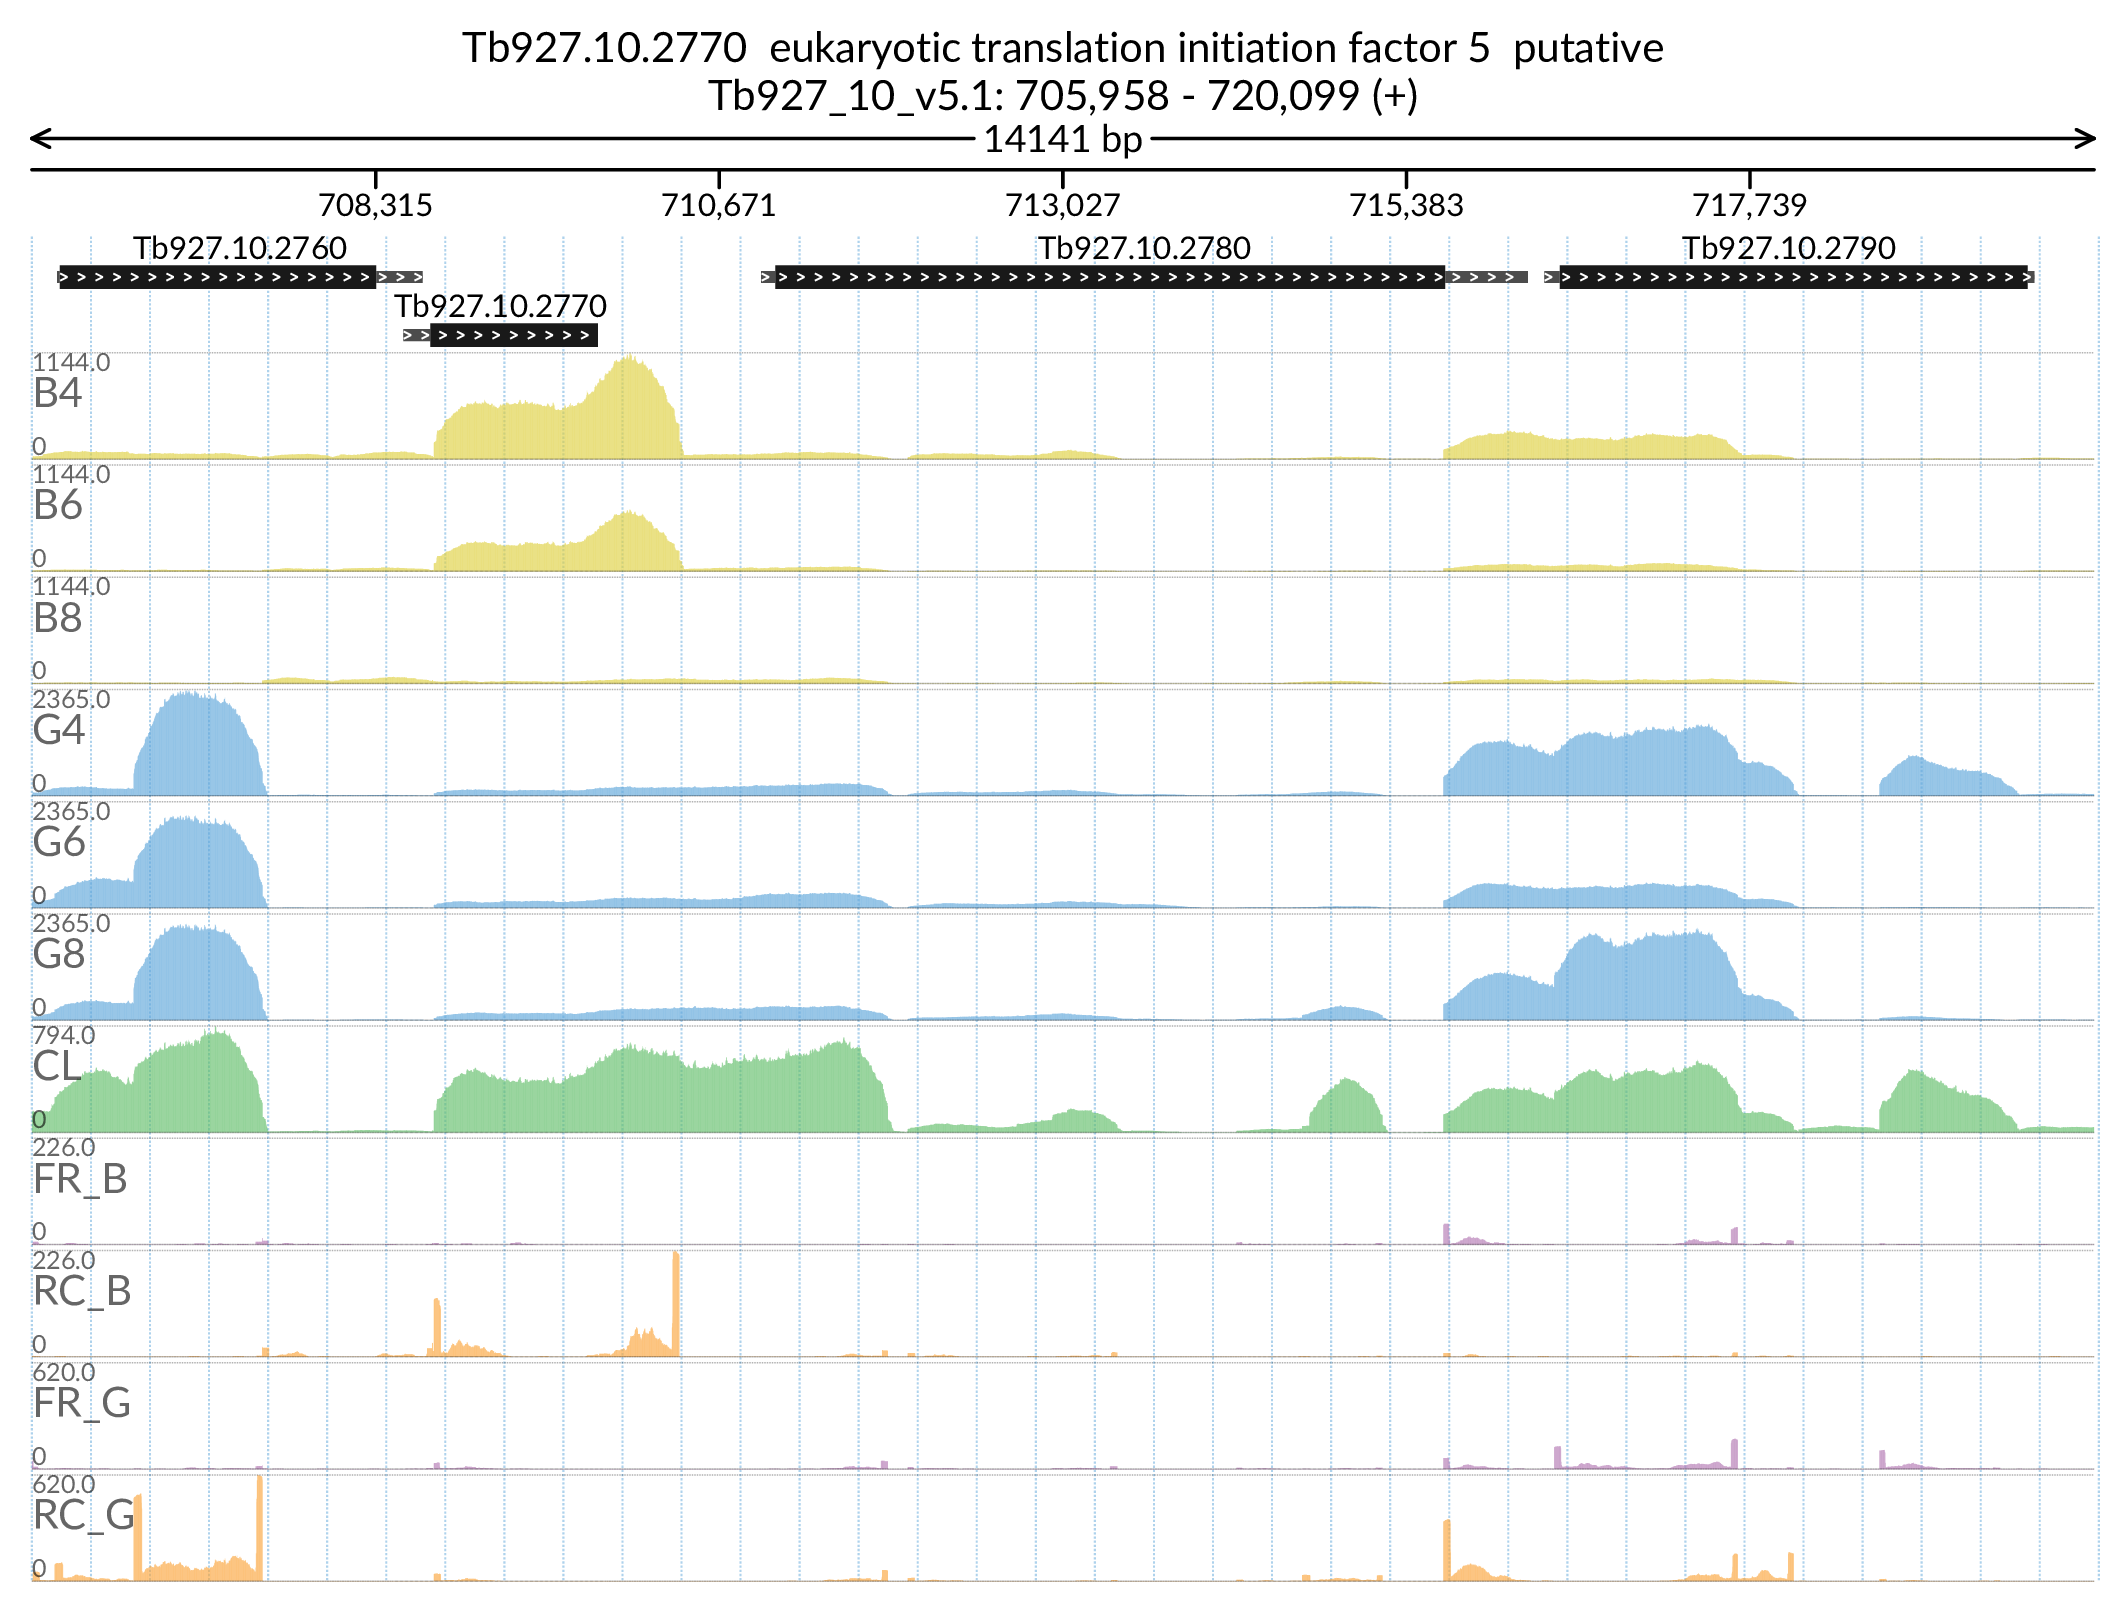 Tb927.10.2770  eukaryotic translation initiation factor 5  putative
Tb927_10_v5.1: 705,958 - 720,099 (+)
14141 bp
708,315 710,671 713,027 715,383 717,739
Tb927.10.2760 Tb927.10.2780 Tb927.10.2790
Tb927.10.2770
1144.0
B4
0
1144.0
B6
0
1144.0
B8
0
2365.0
G4
0
2365.0
G6
0
2365.0
G8
0
794.0
CL
0
226.0
FR_B
0
226.0
RC_B
0
620.0
FR_G
0
620.0
RC_G
0